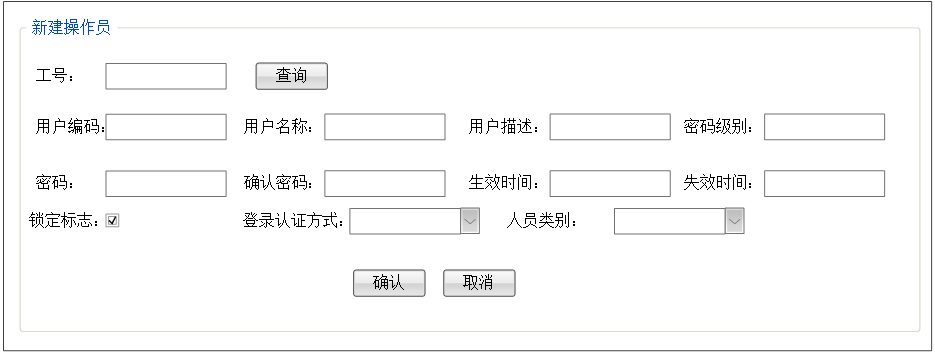 新建操作员
工号： 查询
用户编码： 用户名称： 用户描述： 密码级别：
密码： 确认密码： 生效时间： 失效时间：
锁定标志： 登录认证方式： 人员类别：
确认 取消